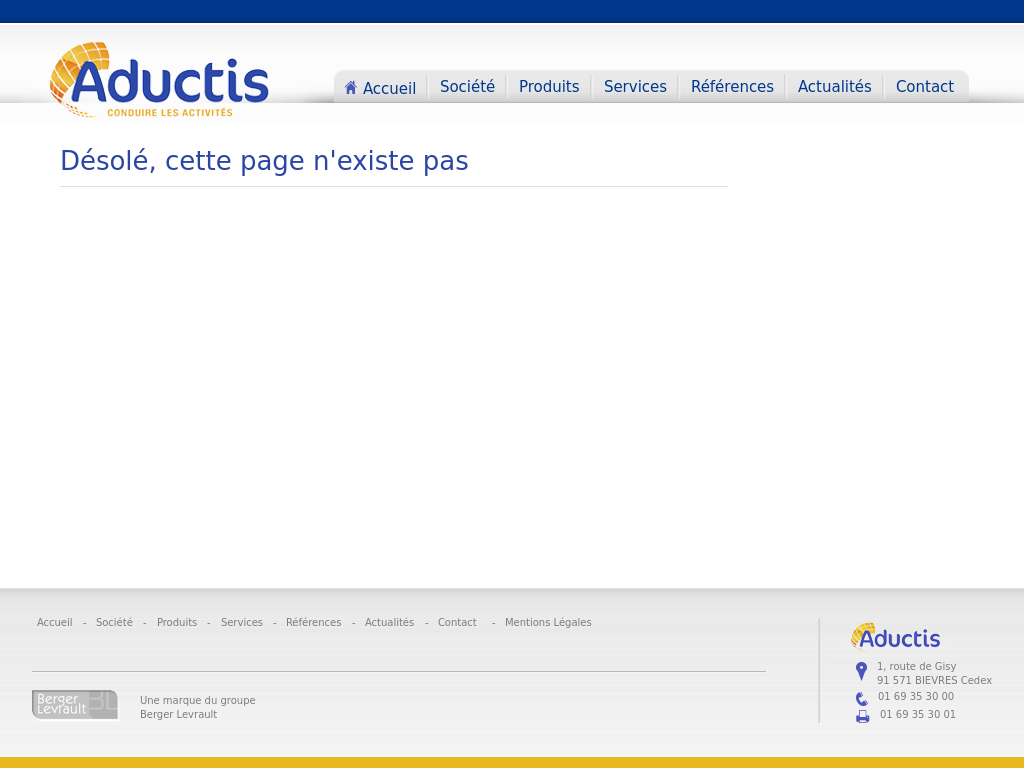 Aductis
CONDUIRE LES ACTIVITÉS
Accueil Société Produits Services Références Actualités Contact
Désolé, cette page n'existe pas
Accueil - Société - Produits - Services - Références - Actualités - Contact - Mentions Légales
Berger
Levrault
BL
Une marque du groupe
Berger Levrault
Aductis
1, route de Gisy
91 571 BIEVRES Cedex
01 69 35 30 00
01 69 35 30 01